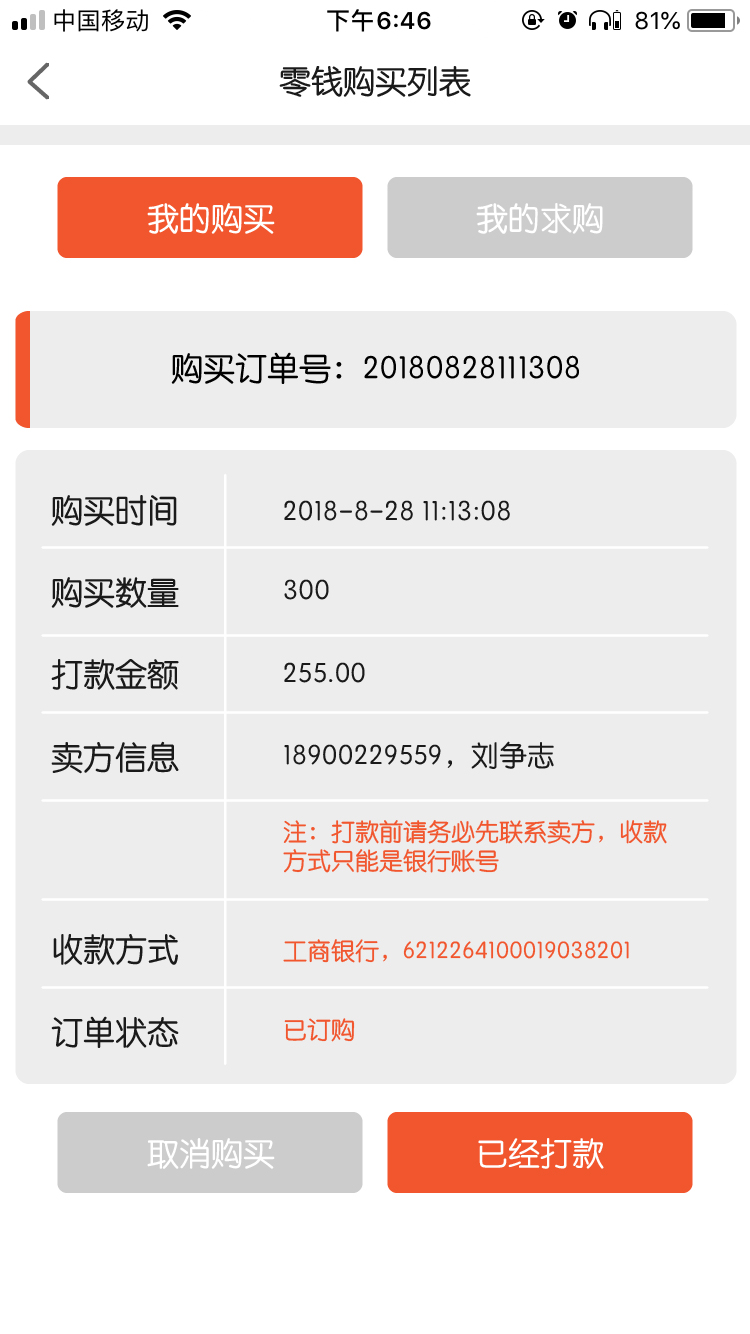 中国移动 下午6:46 81%
零钱购买列表
我的购买 我的求购
购买订单号：20180828111308
购买时间 2018-8-28 11:13:08
购买数量 300
打款金额 255.00
卖方信息 18900229559，刘争志
注：打款前请务必先联系卖方，收款
方式只能是银行账号
收款方式 工商银行，6212264100019038201
订单状态 已订购
取消购买 已经打款